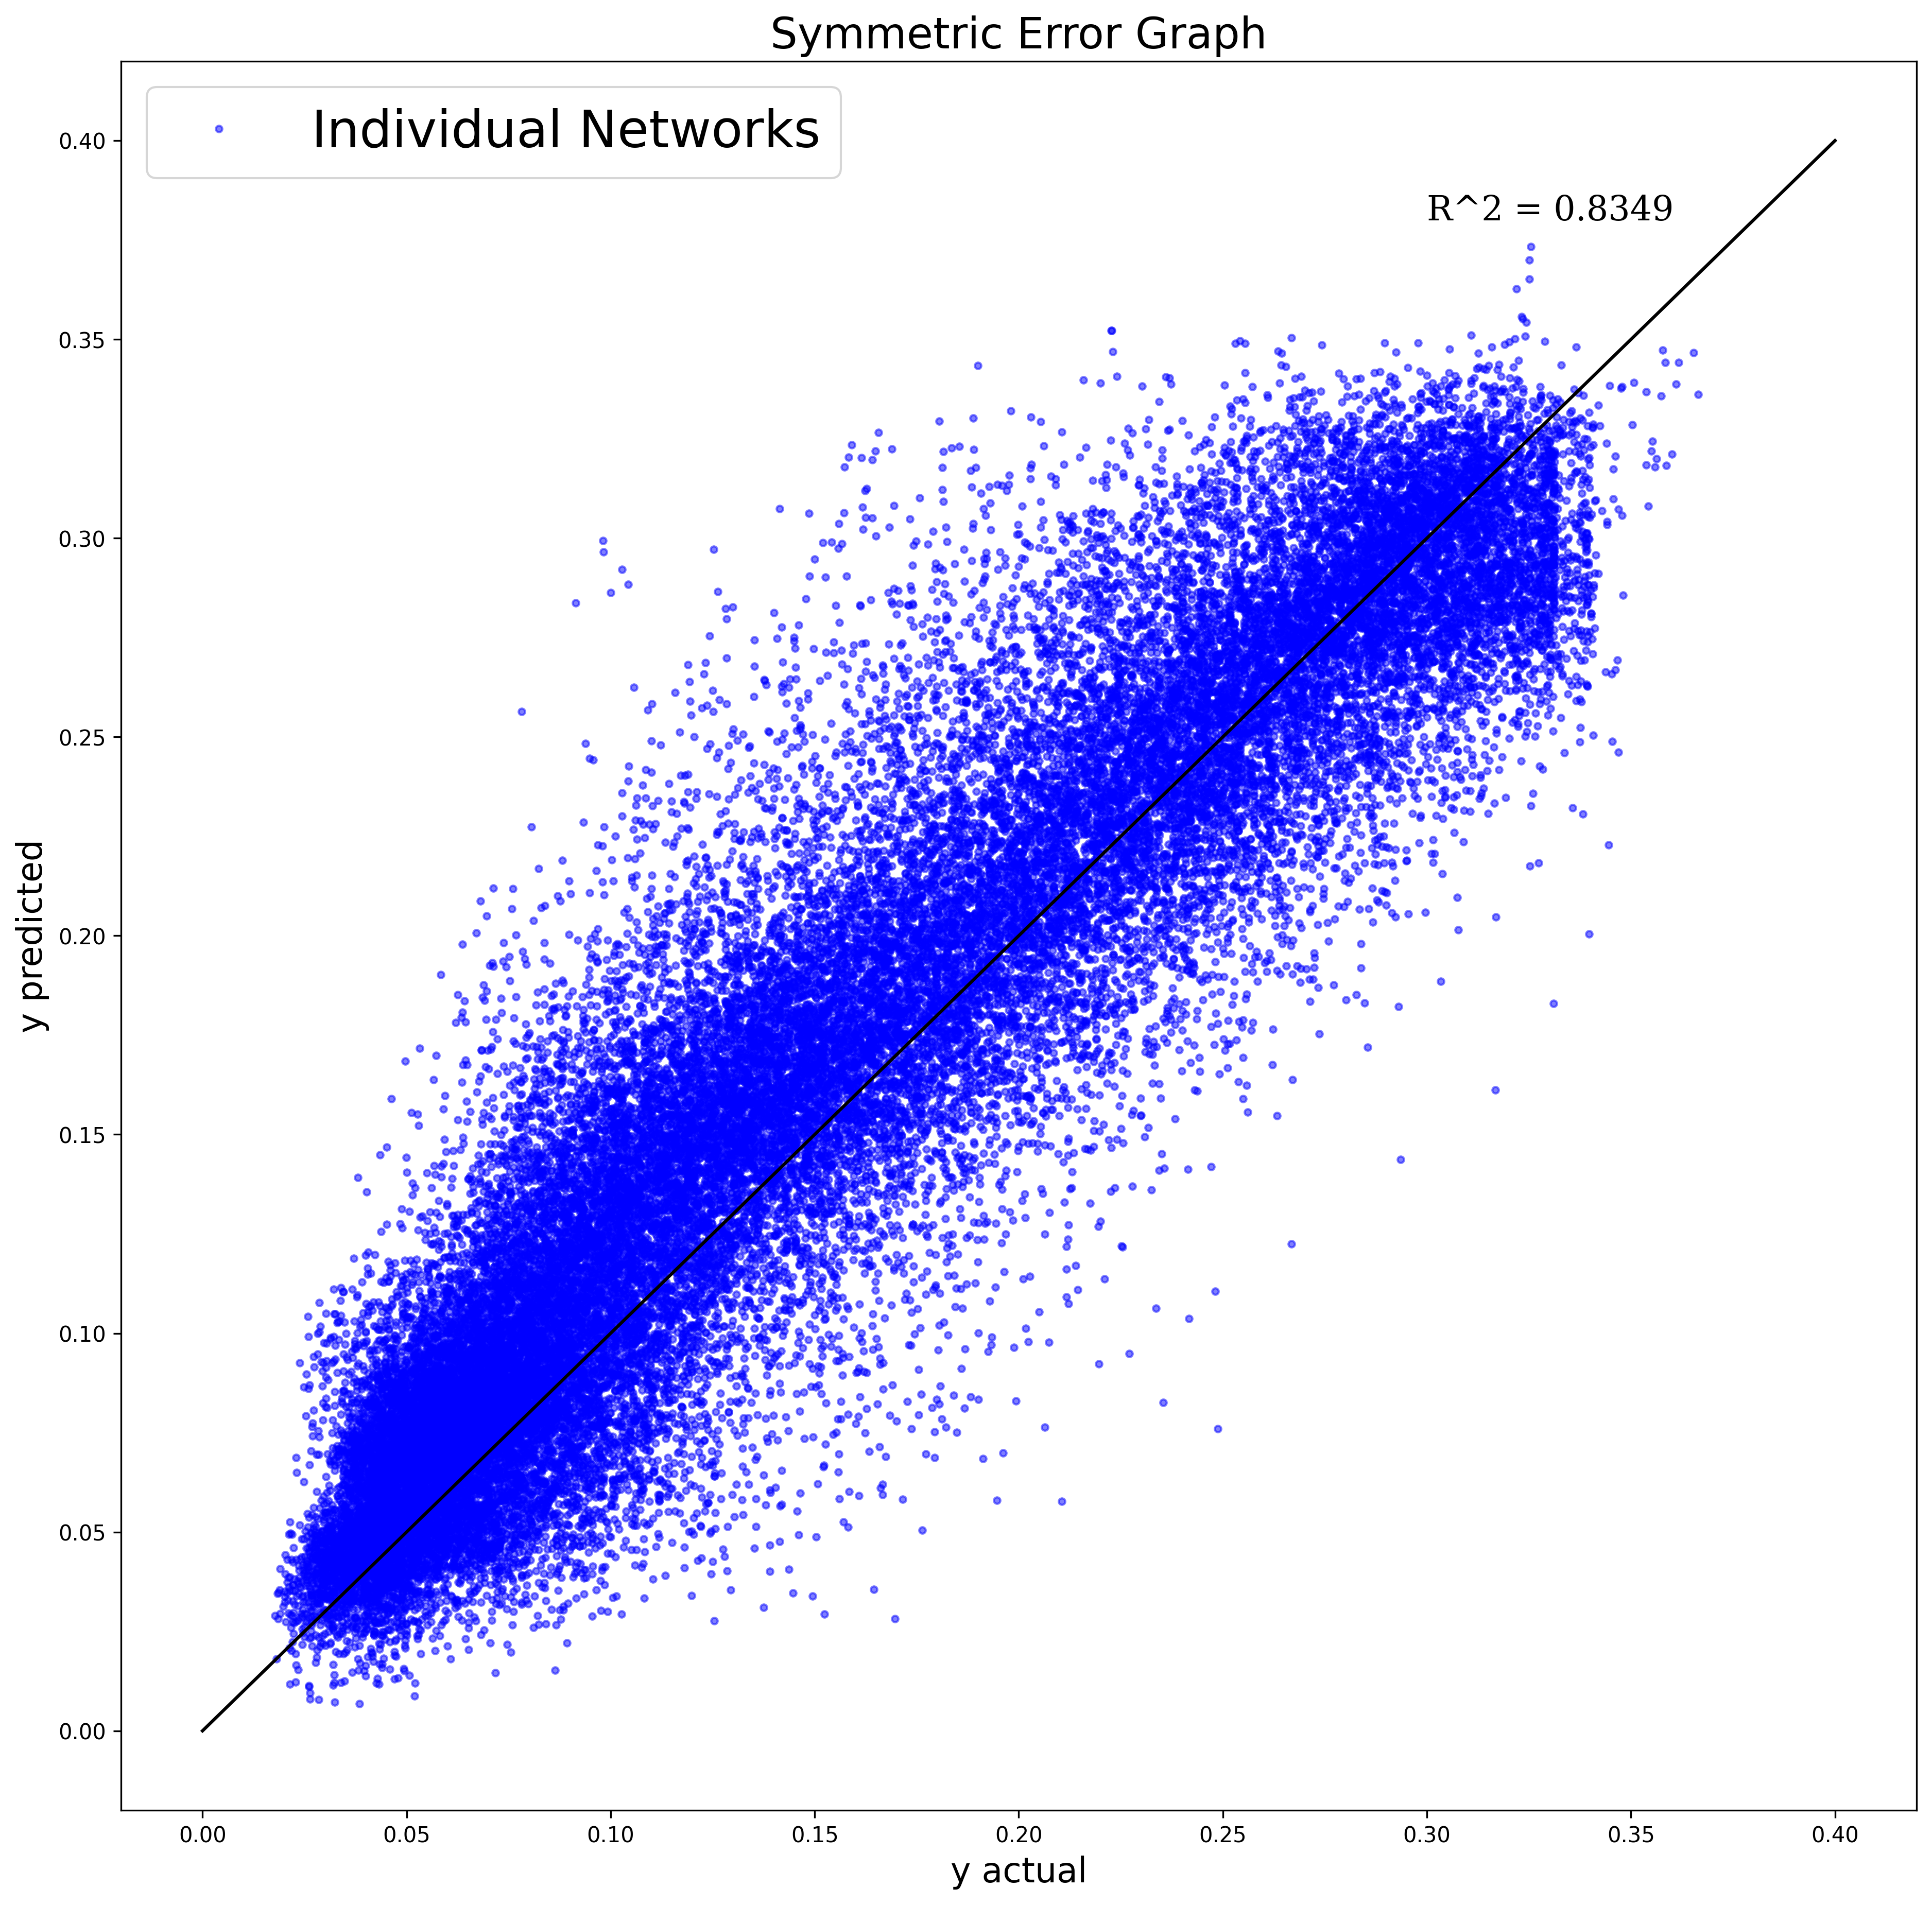 Symmetric Error Graph
Individual Networks
R^2 = 0.8349
y predicted
0.40
0.35
0.30
0.25
0.20
0.15
0.10
0.05
0.00
0.00 0.05 0.10 0.15 0.20 0.25 0.30 0.35 0.40
y actual